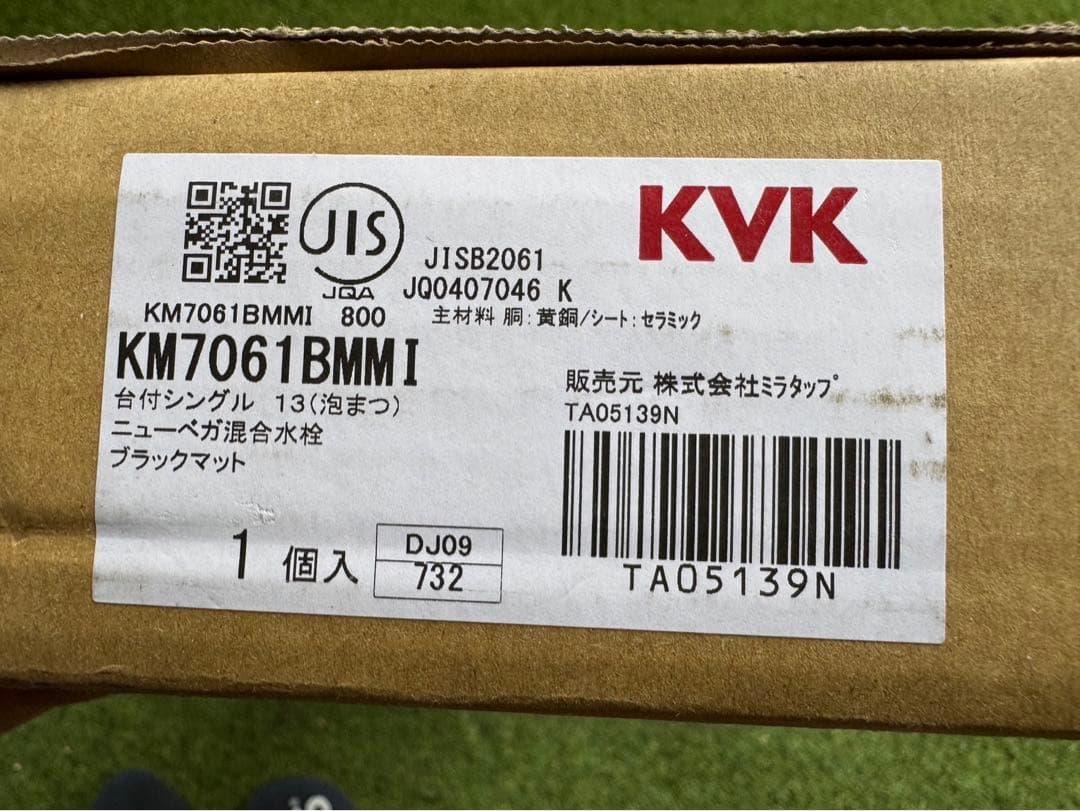 JIS
JQA
JISB2061
JQ0407046 K
KVK
KM7061BMMI 800
主材料 胴:黄銅/シート:セラミック
KM7061BMMI
台付シングル 13(泡まつ)
ニューベガ混合水栓
ブラックマット
販売元 株式会社ミラタップ
TA05139N
TA05139N
1 個入
DJ09
732